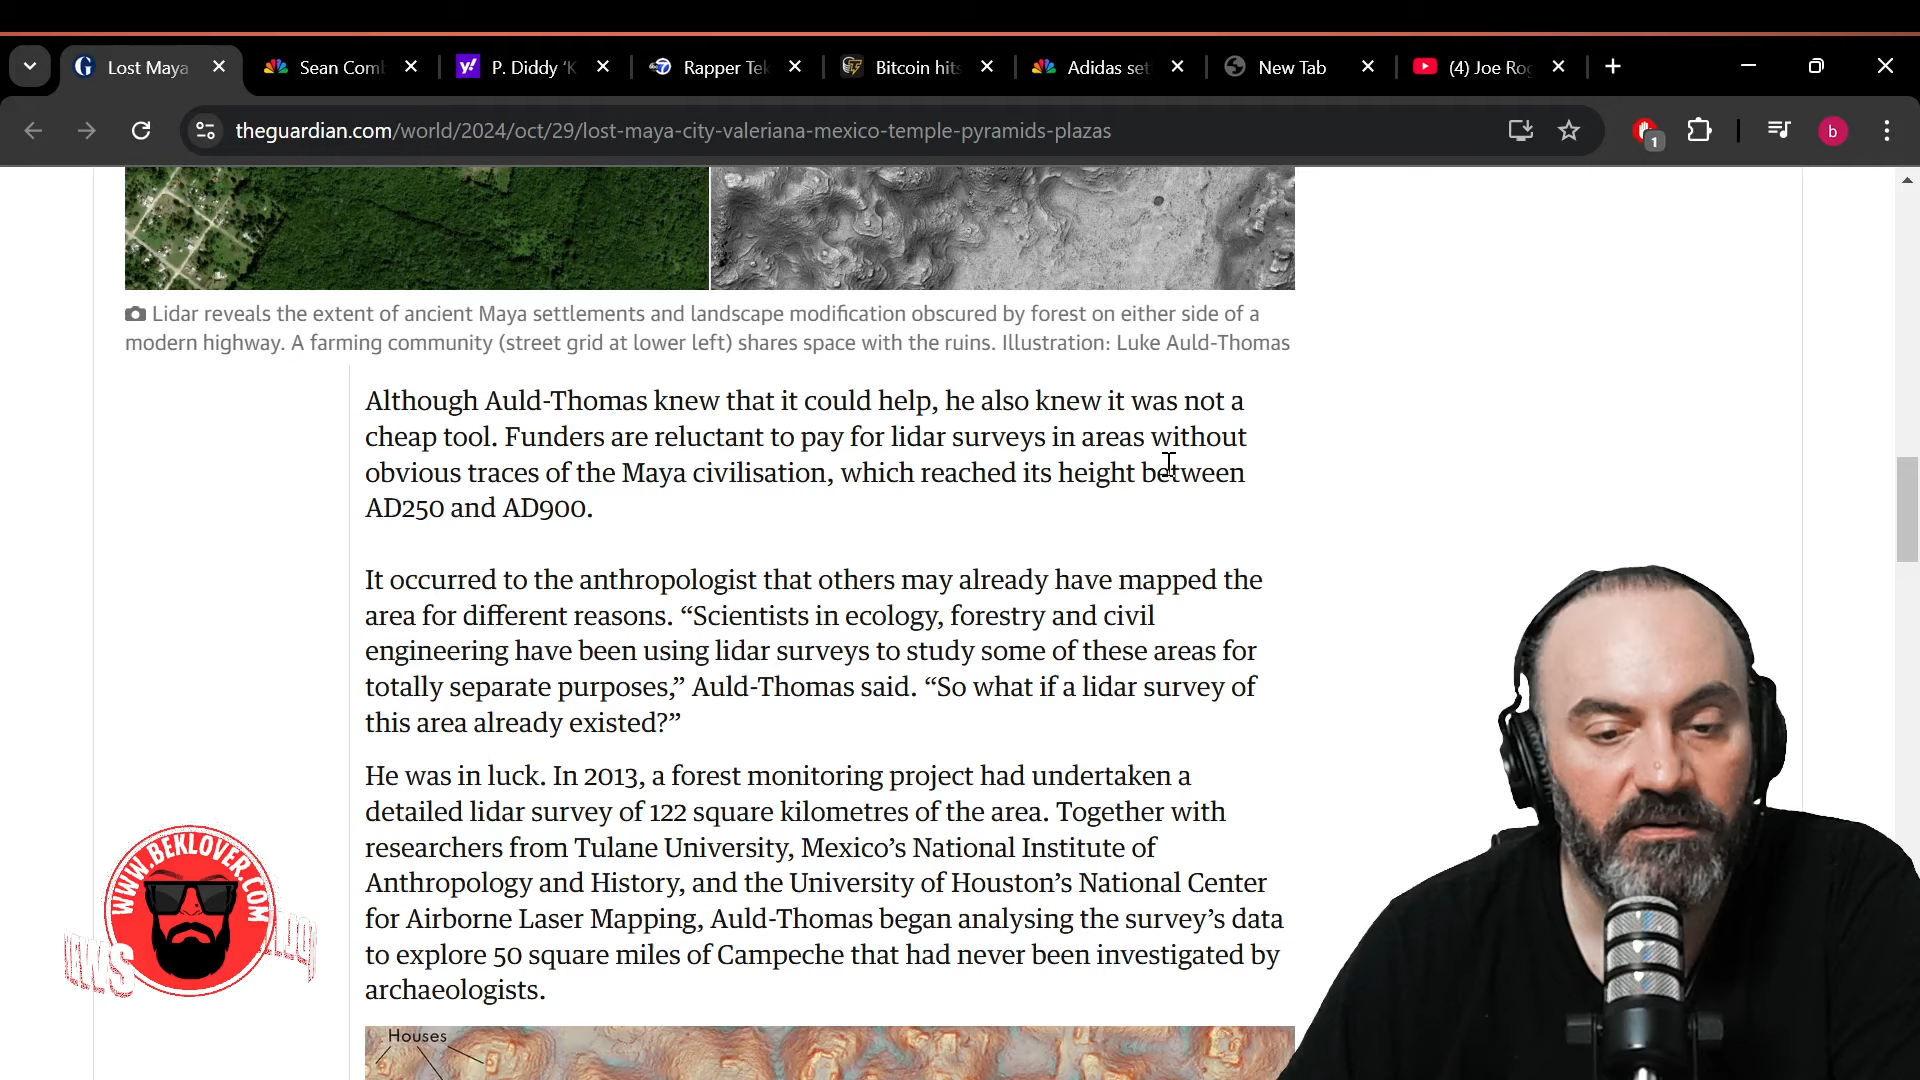 Lost Maya
Sean Com
P. Diddy ‘K
Rapper Te
Bitcoin hit
Adidas set
New Tab
(4) Joe Ro
theguardian.com/world/2024/oct/29/lost-maya-city-valeriana-mexico-temple-pyramids-plazas
1
b
Lidar reveals the extent of ancient Maya settlements and landscape modification obscured by forest on either side of a
modern highway. A farming community (street grid at lower left) shares space with the ruins. Illustration: Luke Auld-Thomas
Although Auld-Thomas knew that it could help, he also knew it was not a
cheap tool. Funders are reluctant to pay for lidar surveys in areas without
obvious traces of the Maya civilisation, which reached its height between
AD250 and AD900.
It occurred to the anthropologist that others may already have mapped the
area for different reasons. “Scientists in ecology, forestry and civil
engineering have been using lidar surveys to study some of these areas for
totally separate purposes,” Auld-Thomas said. “So what if a lidar survey of
this area already existed?”
He was in luck. In 2013, a forest monitoring project had undertaken a
detailed lidar survey of 122 square kilometres of the area. Together with
researchers from Tulane University, Mexico’s National Institute of
Anthropology and History, and the University of Houston’s National Center
for Airborne Laser Mapping, Auld-Thomas began analysing the survey’s data
to explore 50 square miles of Campeche that had never been investigated by
archaeologists.
WWW.BEKLOVER.COM
Houses